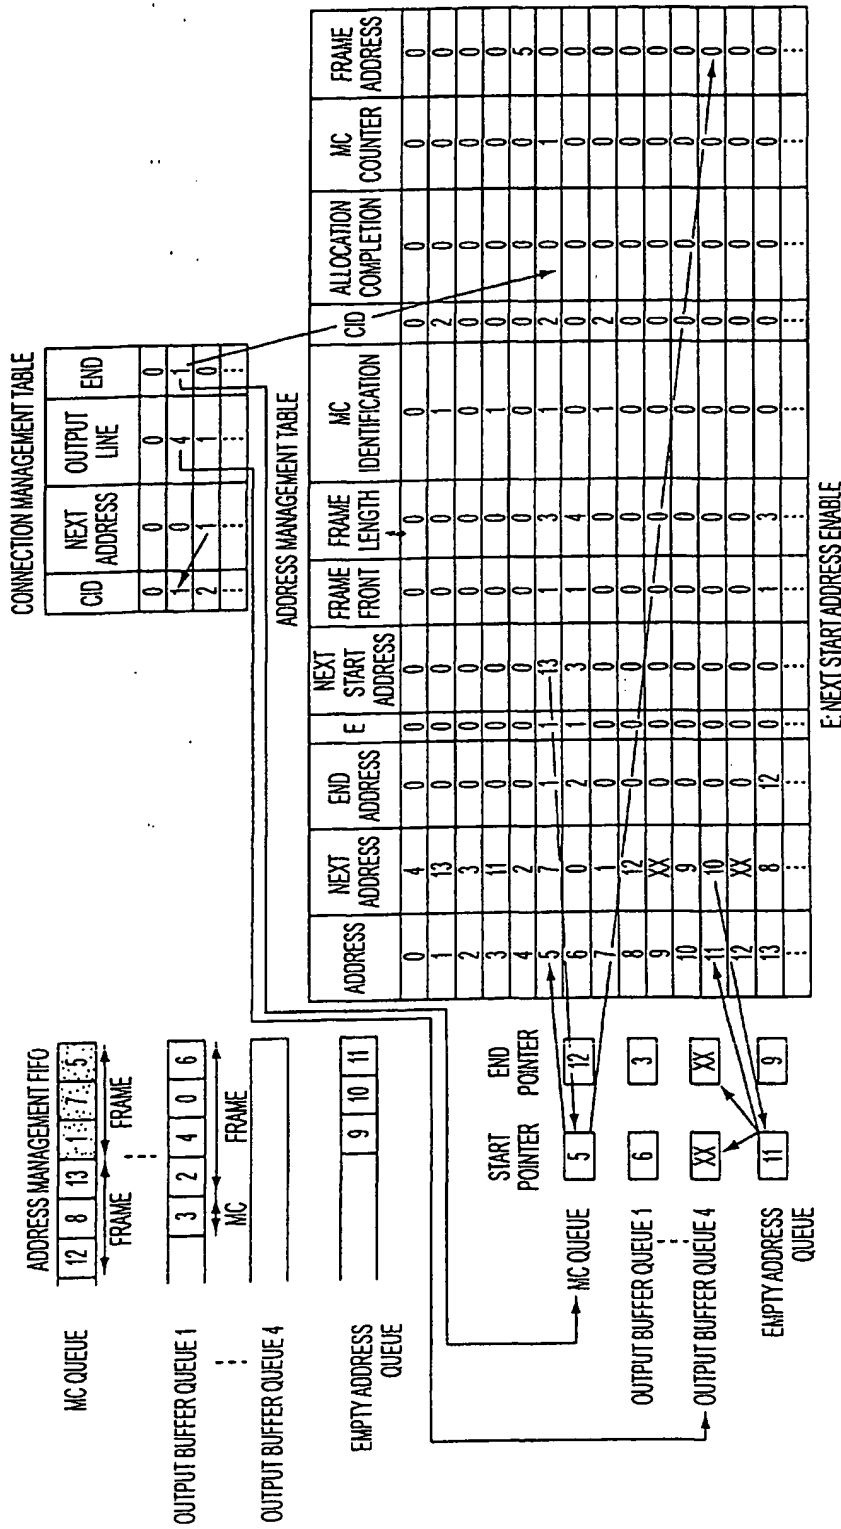 ADDRESS MANAGEMENT FIFO
MC QUEUE
12 8 13 1 7 5
FRAME FRAME
OUTPUT BUFFER QUEUE 1
3 2 4 0 6
MC FRAME
OUTPUT BUFFER QUEUE 4
EMPTY ADDRESS QUEUE
9 10 11
CONNECTION MANAGEMENT TABLE
CID NEXT ADDRESS OUTPUT LINE END
0 0 0 0
1 0 4 1
2 1 1 0
START POINTER END POINTER
MC QUEUE 5 12
OUTPUT BUFFER QUEUE 1 6 3
OUTPUT BUFFER QUEUE 4 XX XX
EMPTY ADDRESS QUEUE 11 9
ADDRESS MANAGEMENT TABLE
ADDRESS NEXT ADDRESS END ADDRESS E NEXT START ADDRESS FRAME FRONT FRAME LENGTH MC IDENTIFICATION CID ALLOCATION COMPLETION MC COUNTER FRAME ADDRESS
0 4 0 0 0 0 0 0 0 0 0 0
1 13 0 0 0 0 0 1 2 0 0 0
2 3 0 0 0 0 0 0 0 0 0 0
3 11 0 0 0 0 0 1 0 0 0 0
4 2 0 0 0 0 0 0 0 0 0 5
5 7 1 1 13 1 3 1 2 0 1 0
6 0 2 1 3 1 4 0 0 0 0 0
7 1 0 0 0 0 0 1 2 0 0 0
8 12 0 0 0 0 0 0 0 0 0 0
9 XX 0 0 0 0 0 0 0 0 0 0
10 9 0 0 0 0 0 0 0 0 0 0
11 10 0 0 0 0 0 0 0 0 0 0
12 XX 0 0 0 0 0 0 0 0 0 0
13 8 12 0 0 1 3 0 0 0 0 0
E: NEXT START ADDRESS ENABLE